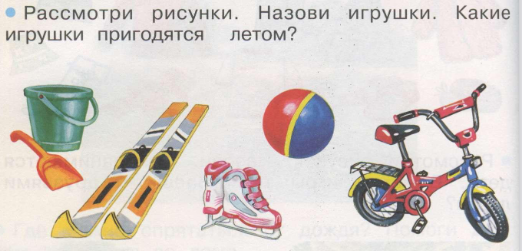 • Рассмотри рисунки. Назови игрушки. Какие
игрушки пригодятся летом?